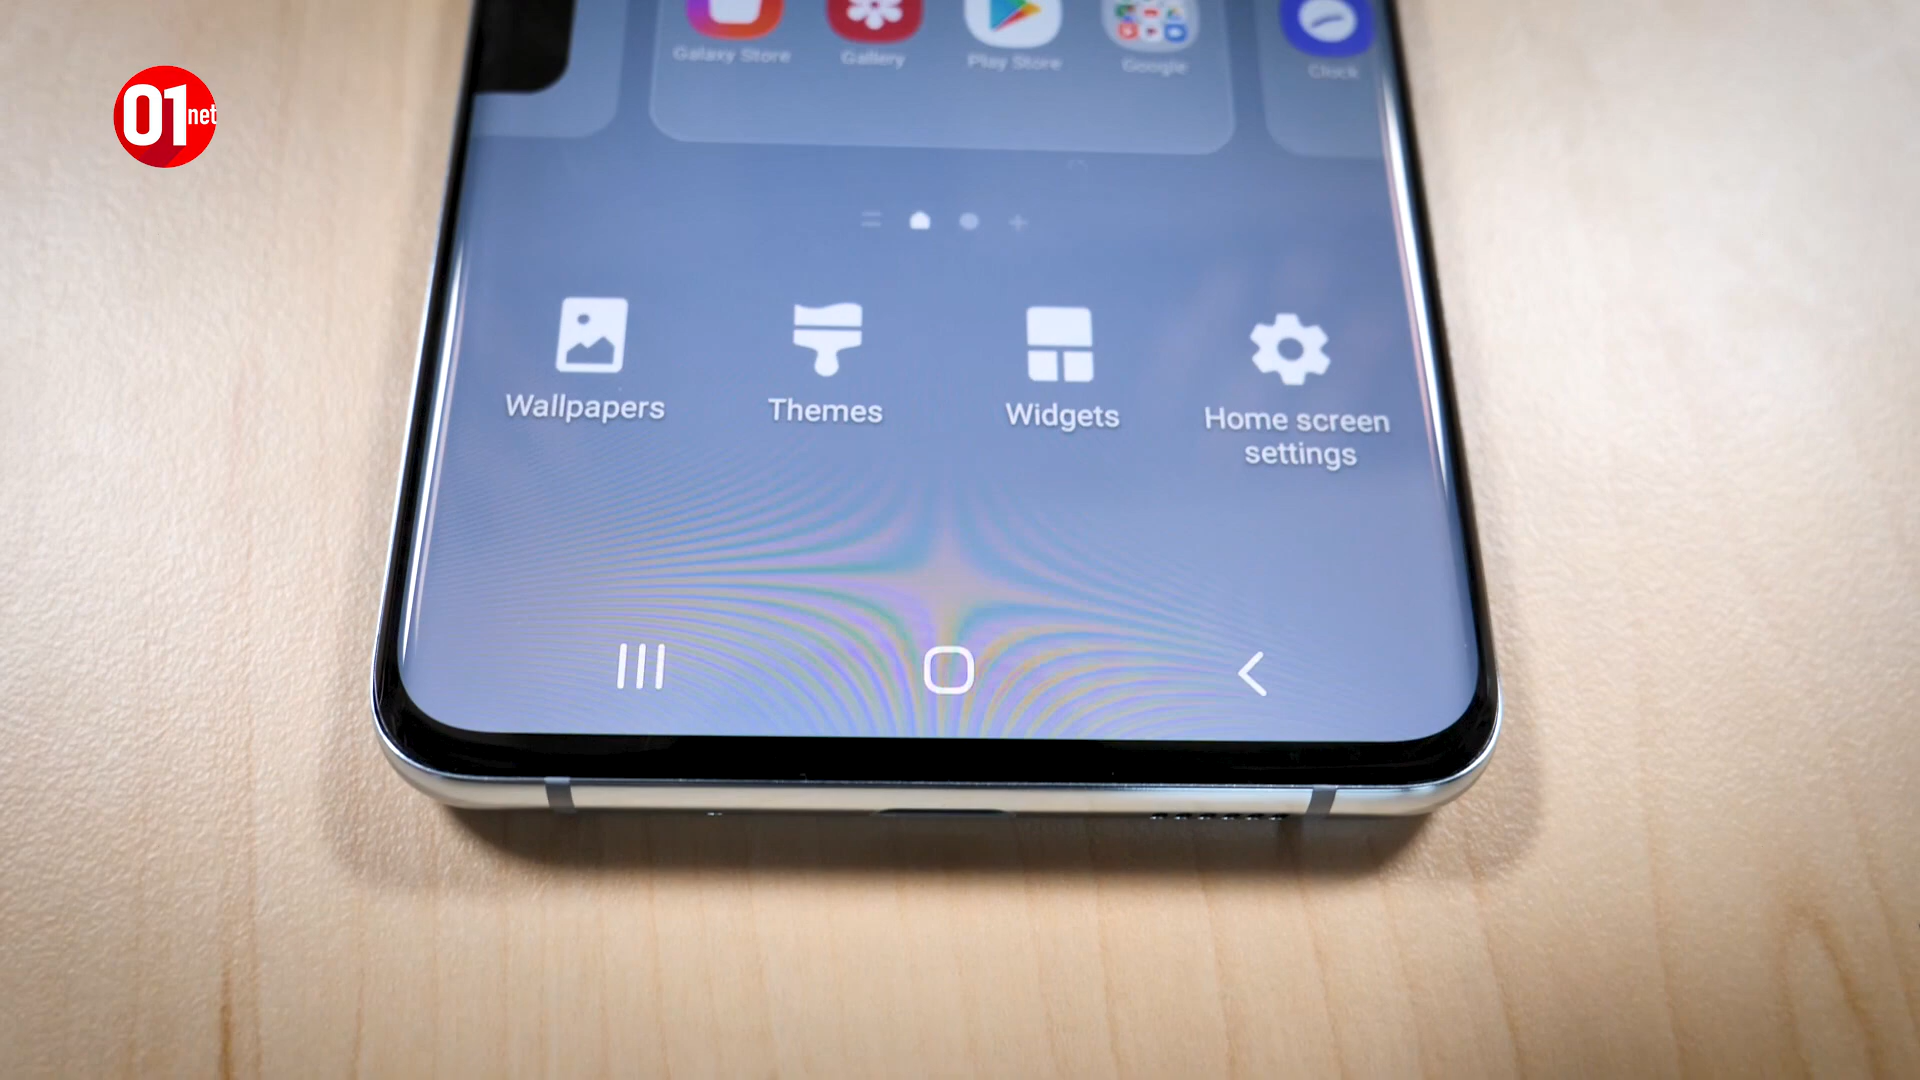 01net
Galaxy Store
Gallery
Play Store
Google
Clock
Wallpapers
Themes
Widgets
Home screen
settings